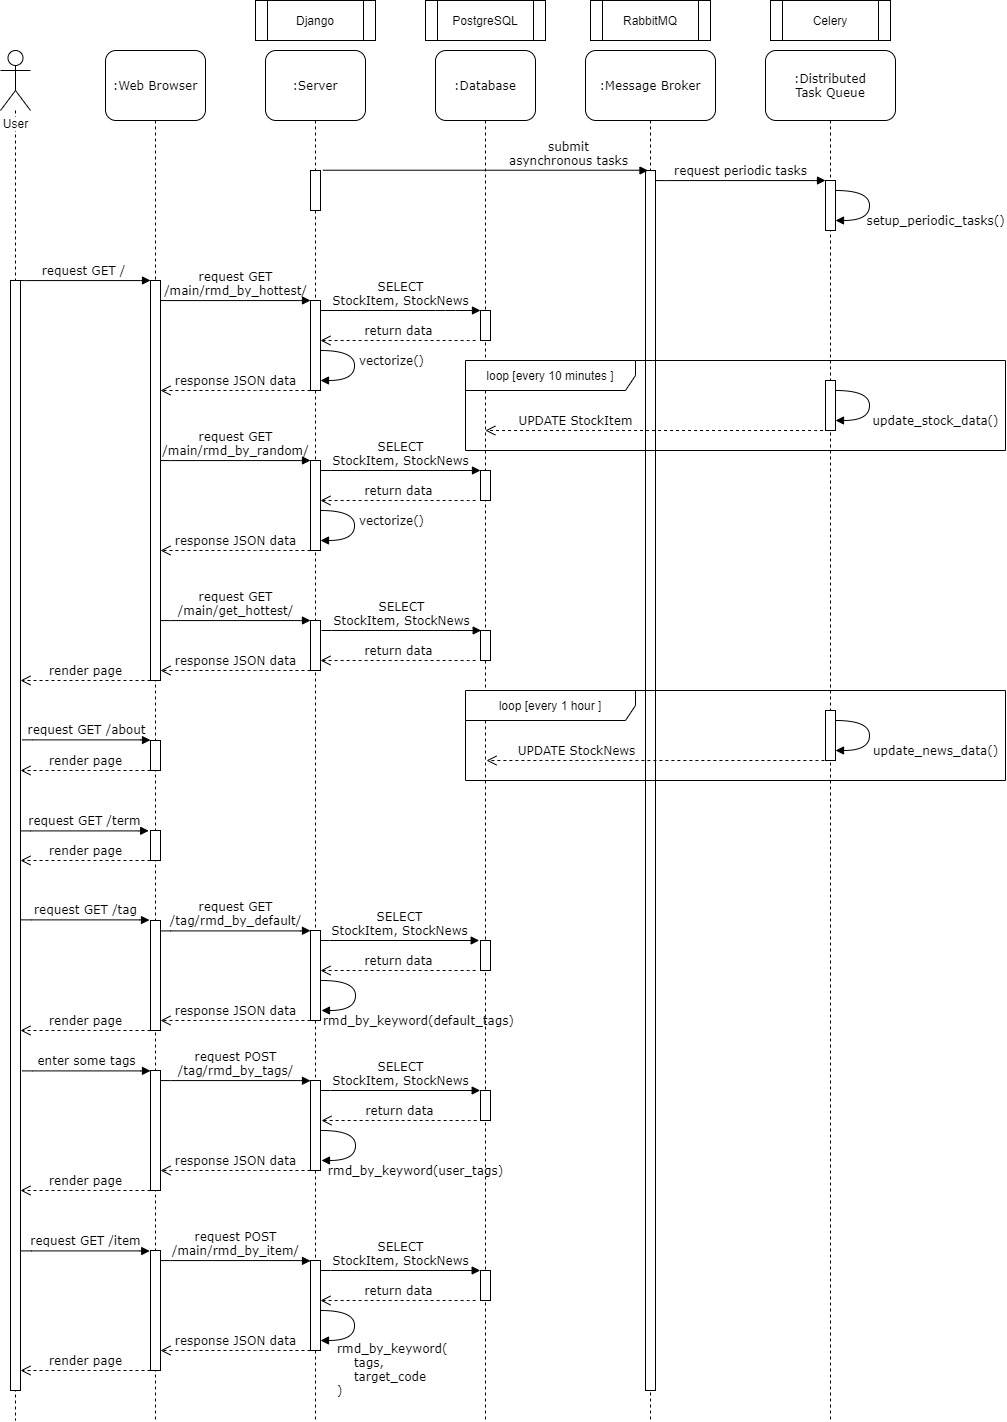 Django
PostgreSQL
RabbitMQ
Celery
User
:Web Browser
:Server
:Database
:Message Broker
:Distributed
Task Queue
submit
asynchronous tasks
request periodic tasks
setup_periodic_tasks()
request GET /
request GET
/main/rmd_by_hottest/
SELECT
StockItem, StockNews
return data
vectorize()
response JSON data
loop [every 10 minutes ]
update_stock_data()
UPDATE StockItem
request GET
/main/rmd_by_random/
SELECT
StockItem, StockNews
return data
vectorize()
response JSON data
request GET
/main/get_hottest/
SELECT
StockItem, StockNews
return data
response JSON data
render page
loop [every 1 hour ]
update_news_data()
UPDATE StockNews
request GET /about
render page
request GET /term
render page
request GET /tag
request GET
/tag/rmd_by_default/
SELECT
StockItem, StockNews
return data
rmd_by_keyword(default_tags)
response JSON data
render page
enter some tags
request POST
/tag/rmd_by_tags/
SELECT
StockItem, StockNews
return data
rmd_by_keyword(user_tags)
response JSON data
render page
request GET /item
request POST
/main/rmd_by_item/
SELECT
StockItem, StockNews
return data
response JSON data
rmd_by_keyword(
tags,
target_code
)
render page